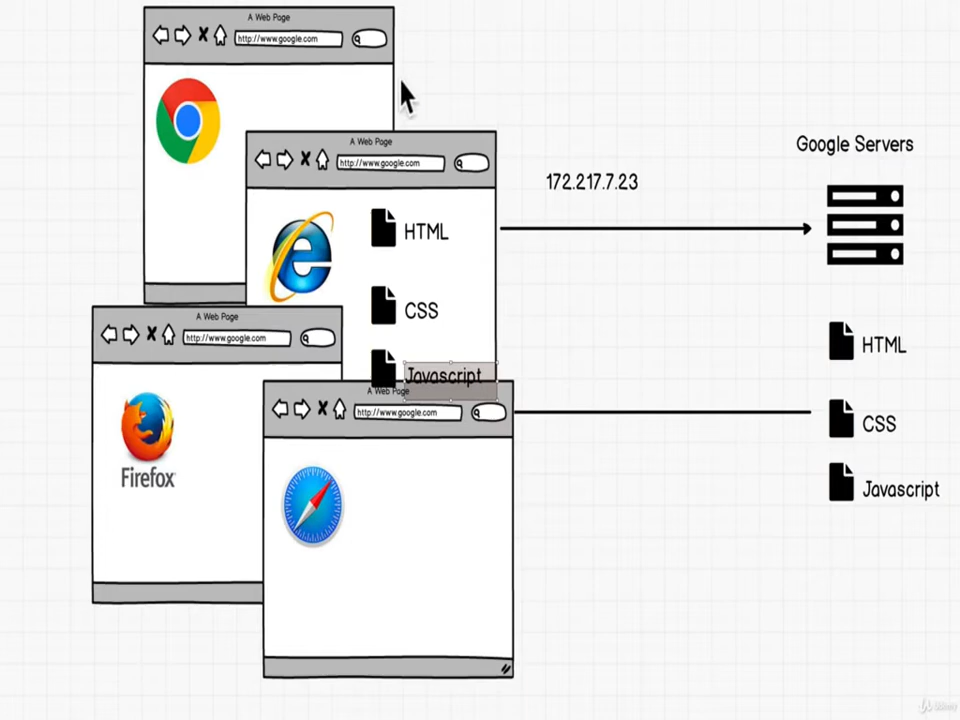 A Web Page
http://www.google.com
A Web Page
http://www.google.com
Google Servers
172.217.7.23
HTML
CSS
Javascript
A Web Page
http://www.google.com
Firefox
A Web Page
http://www.google.com
HTML
CSS
Javascript
Udemy